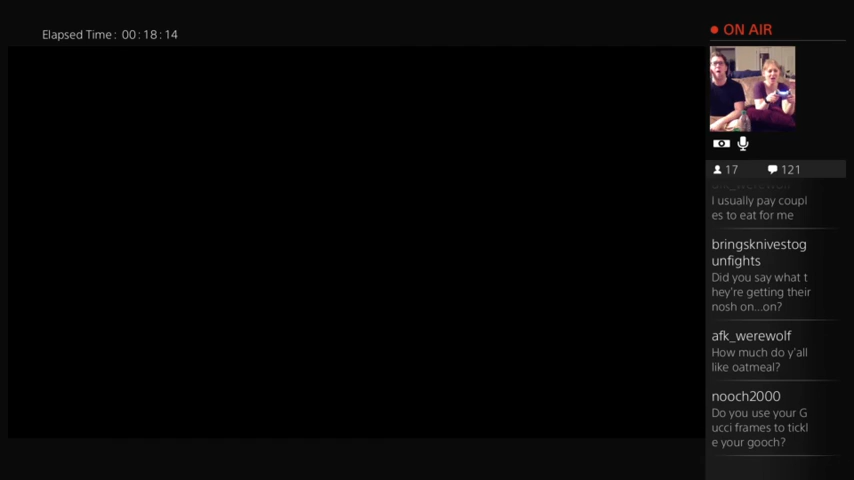 Elapsed Time: 00:18:14
ON AIR
17 121
I usually pay coupl
es to eat for me
bringsknivestog
unfights
Did you say what t
hey're getting their
nosh on...on?
afk_werewolf
How much do y'all
like oatmeal?
nooch2000
Do you use your G
ucci frames to tickl
e your gooch?